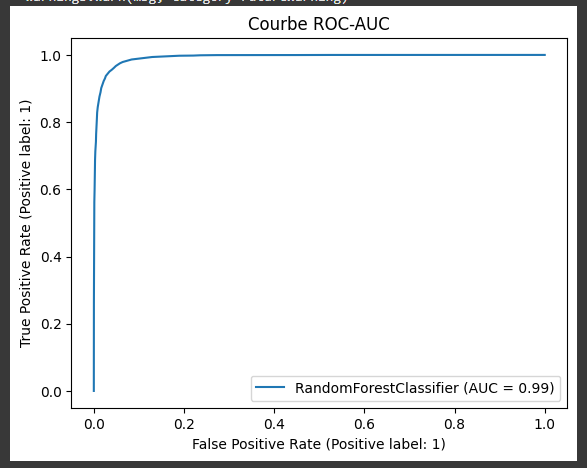 Courbe ROC-AUC
True Positive Rate (Positive label: 1)
1.0
0.8
0.6
0.4
0.2
0.0
RandomForestClassifier (AUC = 0.99)
0.0 0.2 0.4 0.6 0.8 1.0
False Positive Rate (Positive label: 1)